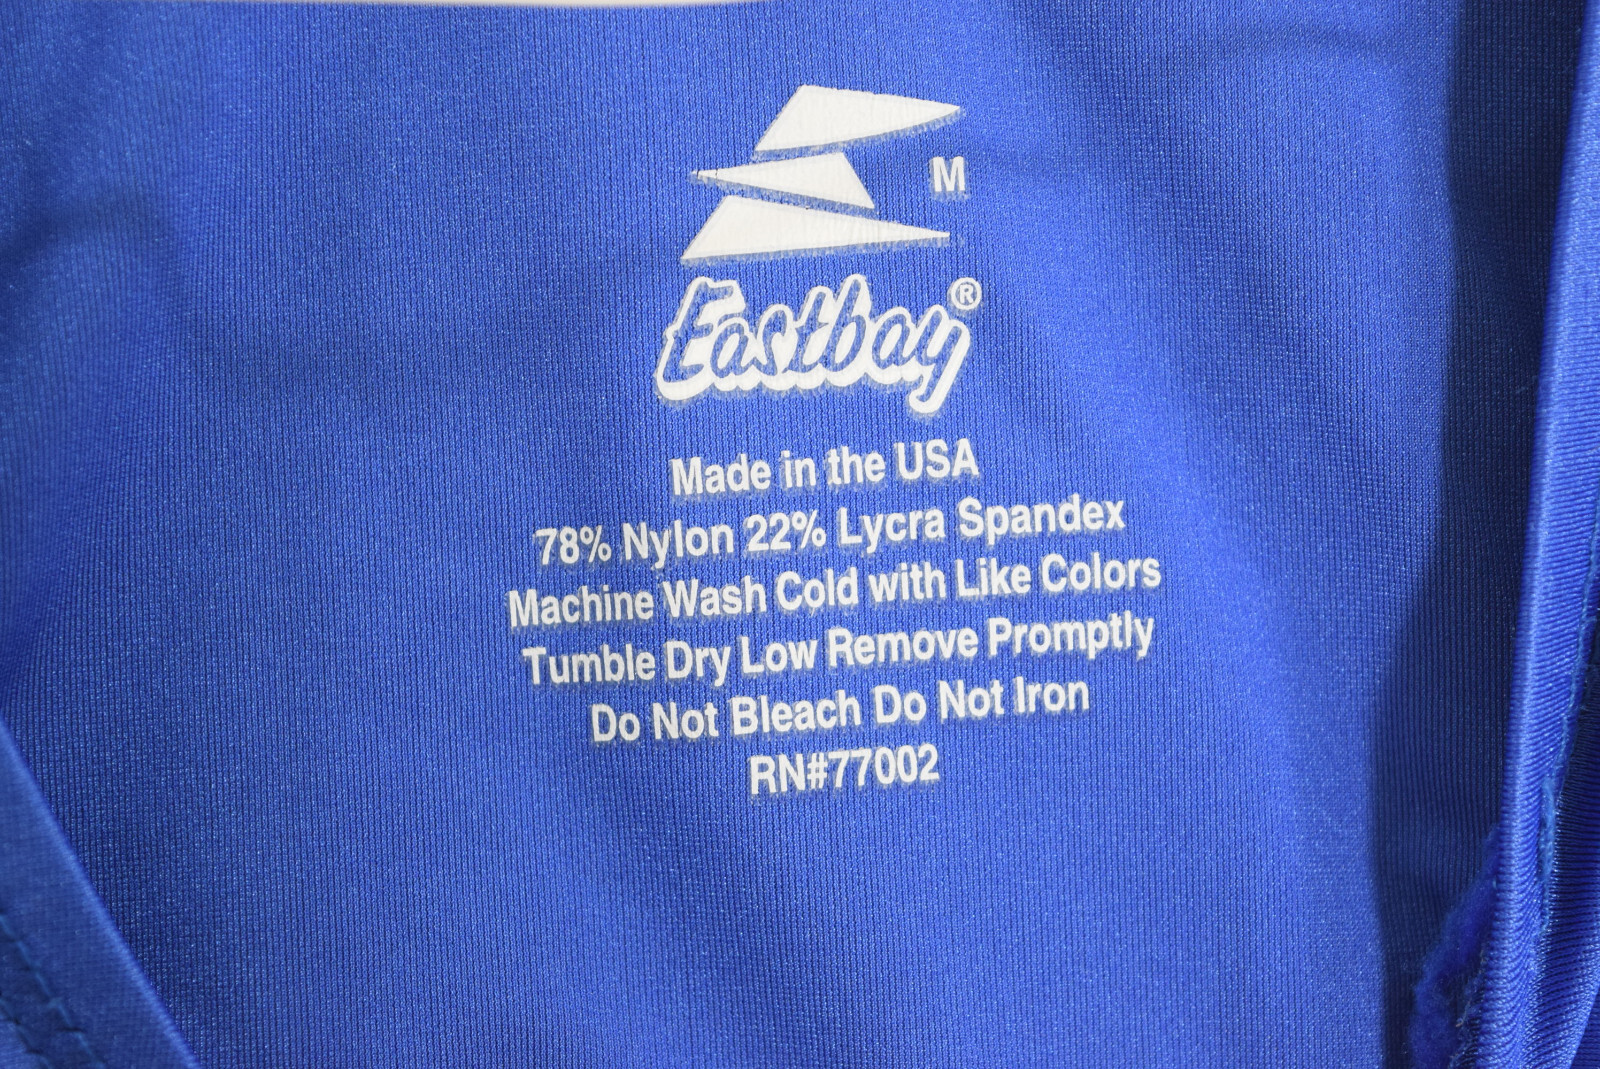 M
Eastbay®
Made in the USA
78% Nylon 22% Lycra Spandex
Machine Wash Cold with Like Colors
Tumble Dry Low Remove Promptly
Do Not Bleach Do Not Iron
RN#77002